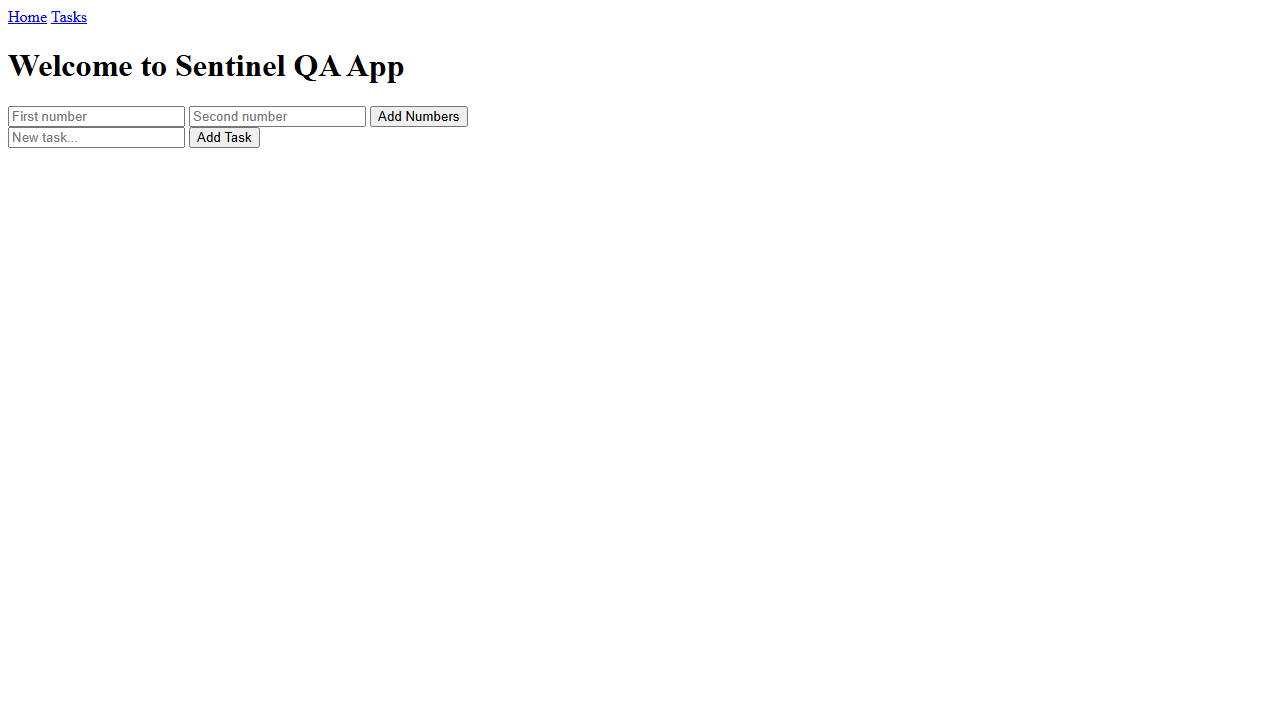 Home Tasks
Welcome to Sentinel QA App
First number Second number Add Numbers
New task... Add Task